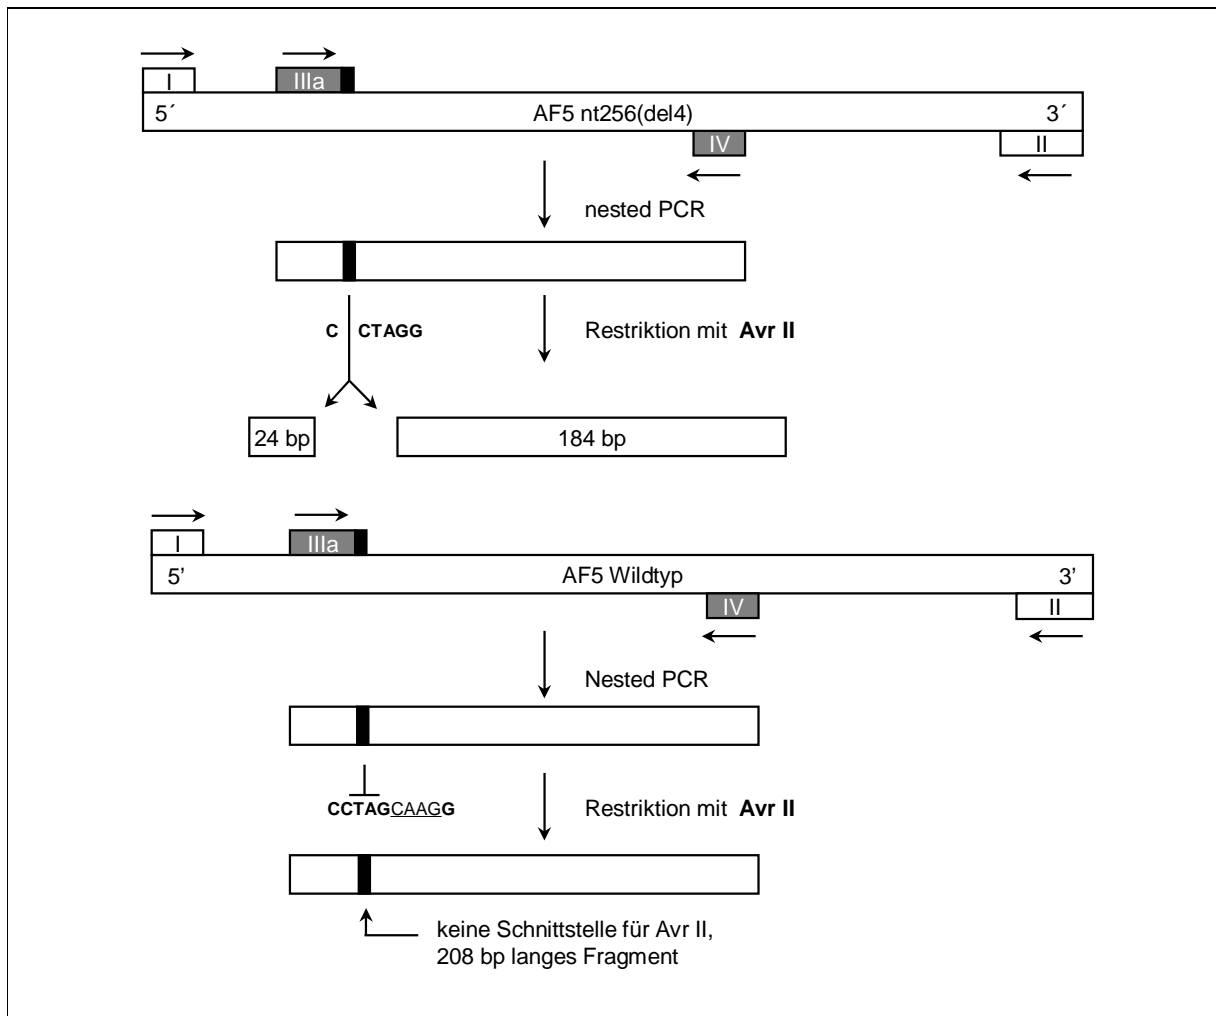 I
IIIa
5´ AF5 nt256(del4) 3´
IV
II
nested PCR
C CTAGG
Restriktion mit Avr II
24 bp
184 bp
I
IIIa
5’ AF5 Wildtyp 3’
IV
II
Nested PCR
CCTAGCAAGG
Restriktion mit Avr II
keine Schnittstelle für Avr II,
208 bp langes Fragment